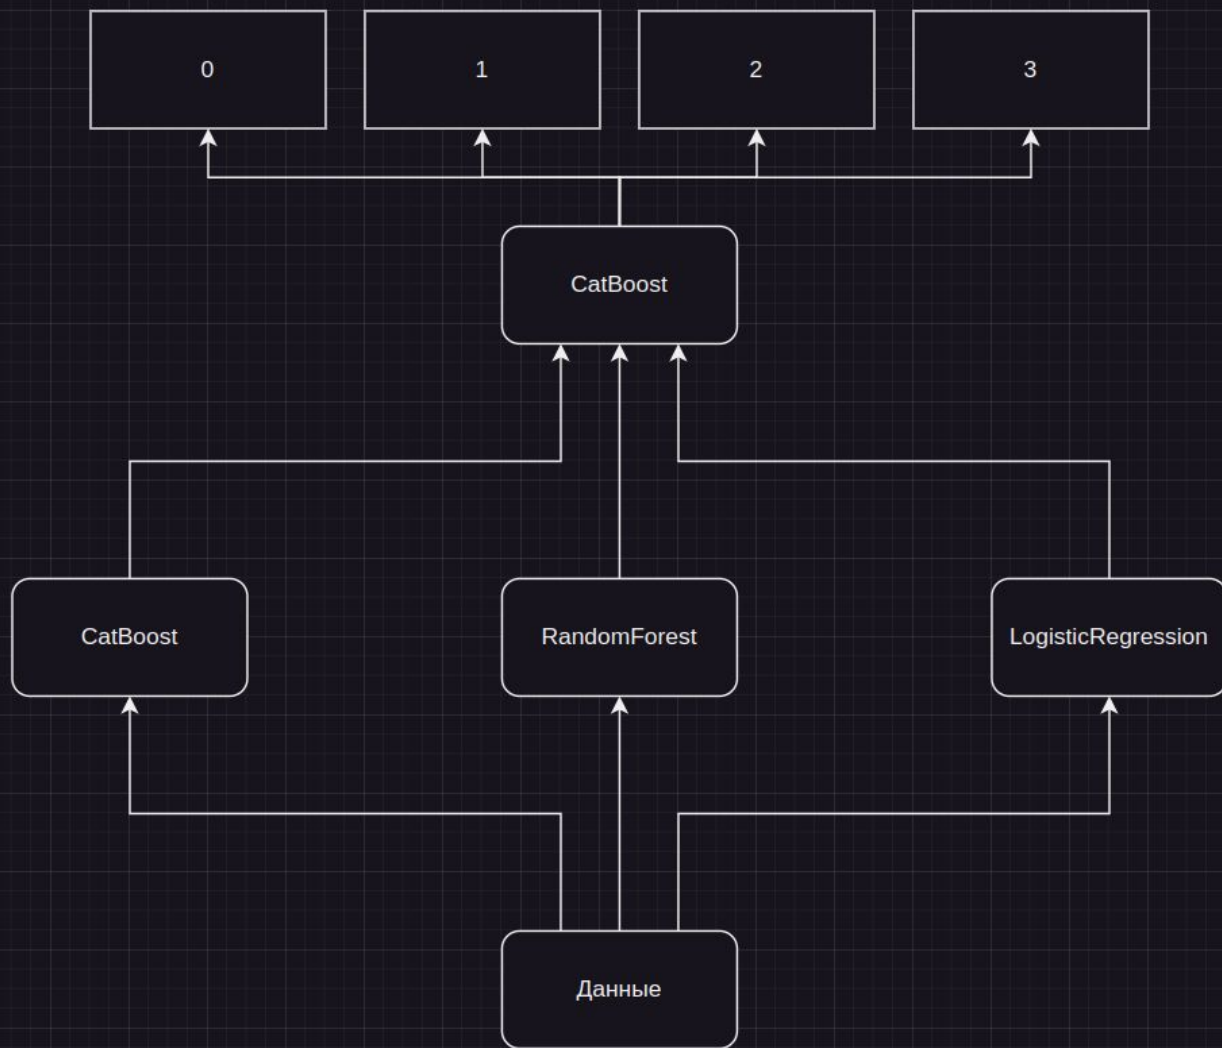 0
1
2
3
CatBoost
CatBoost
RandomForest
LogisticRegression
Данные